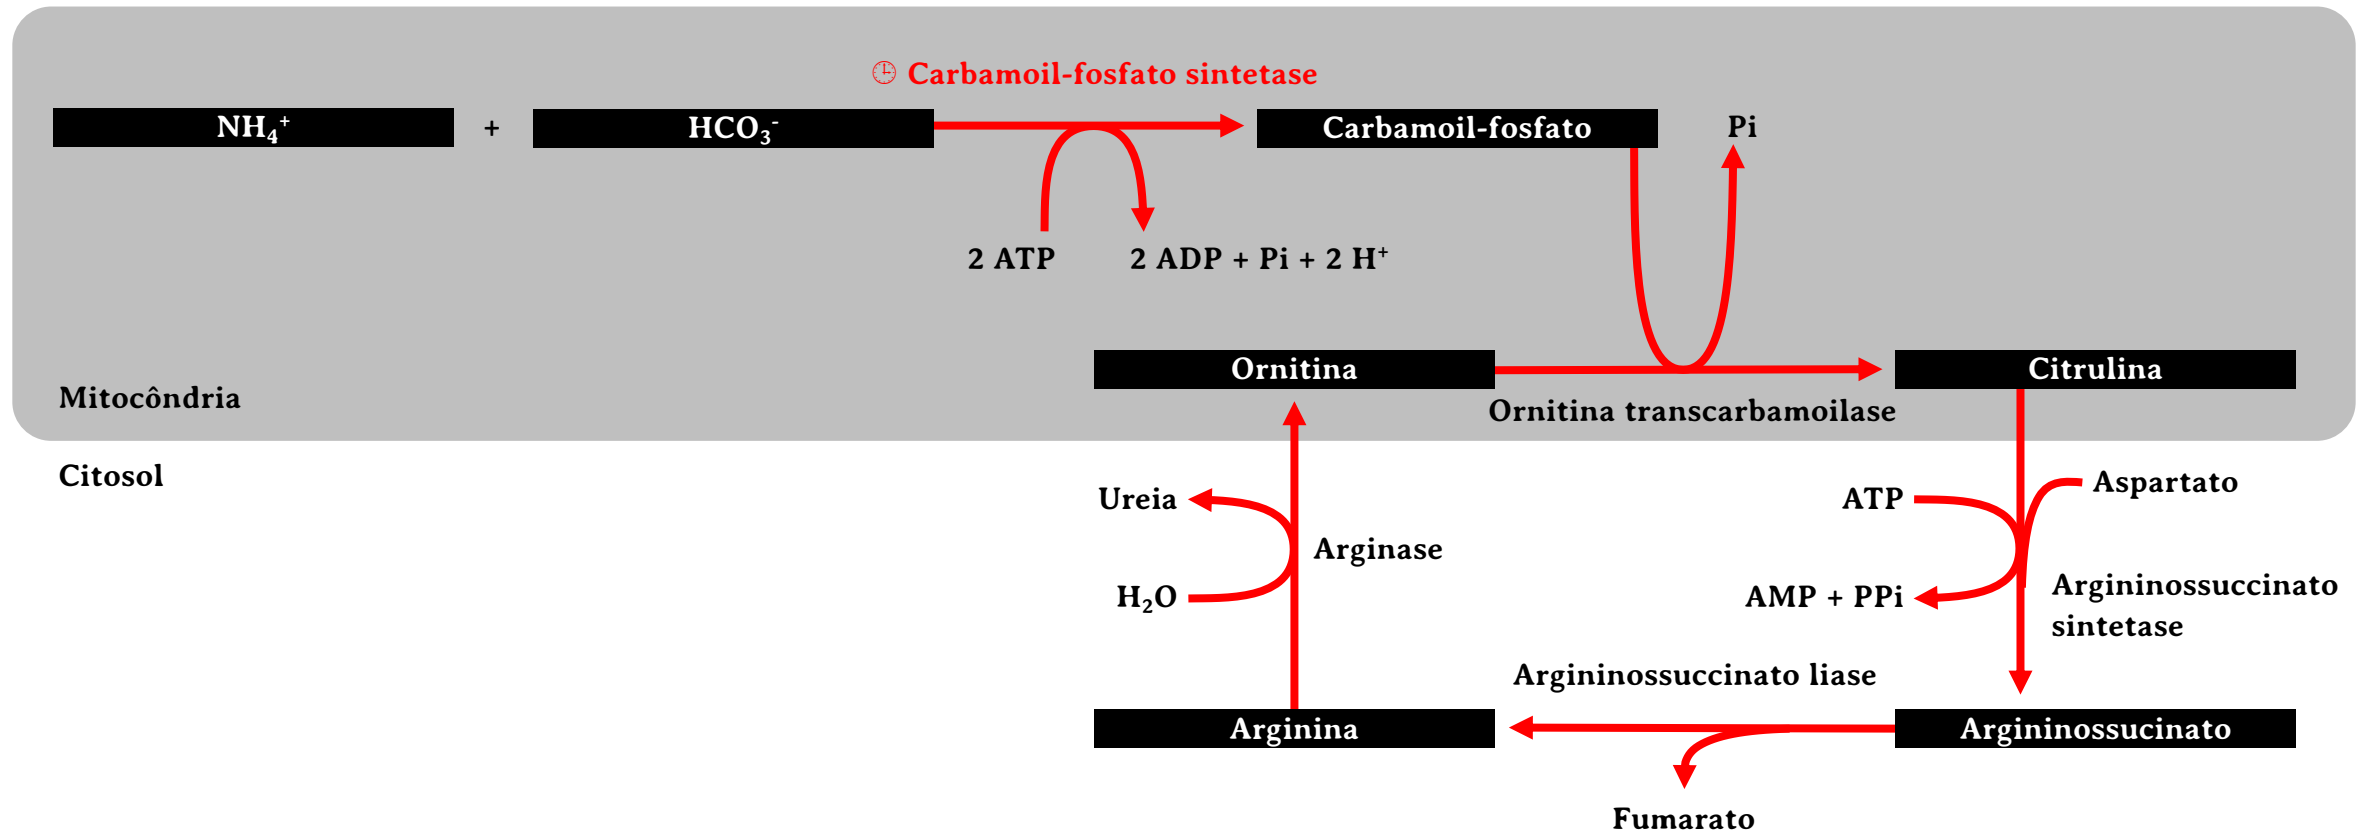 🕒 Carbamoil-fosfato sintetase
NH₄⁺ + HCO₃⁻ Carbamoil-fosfato Pi
2 ATP 2 ADP + Pi + 2 H⁺
Ornitina Citrulina
Mitocôndria
Ornitina transcarbamoilase
Citosol
Ureia
ATP
Aspartato
Arginase
H₂O
AMP + PPi
Argininossuccinato
sintetase
Argininossuccinato liase
Arginina
Argininossucinato
Fumarato